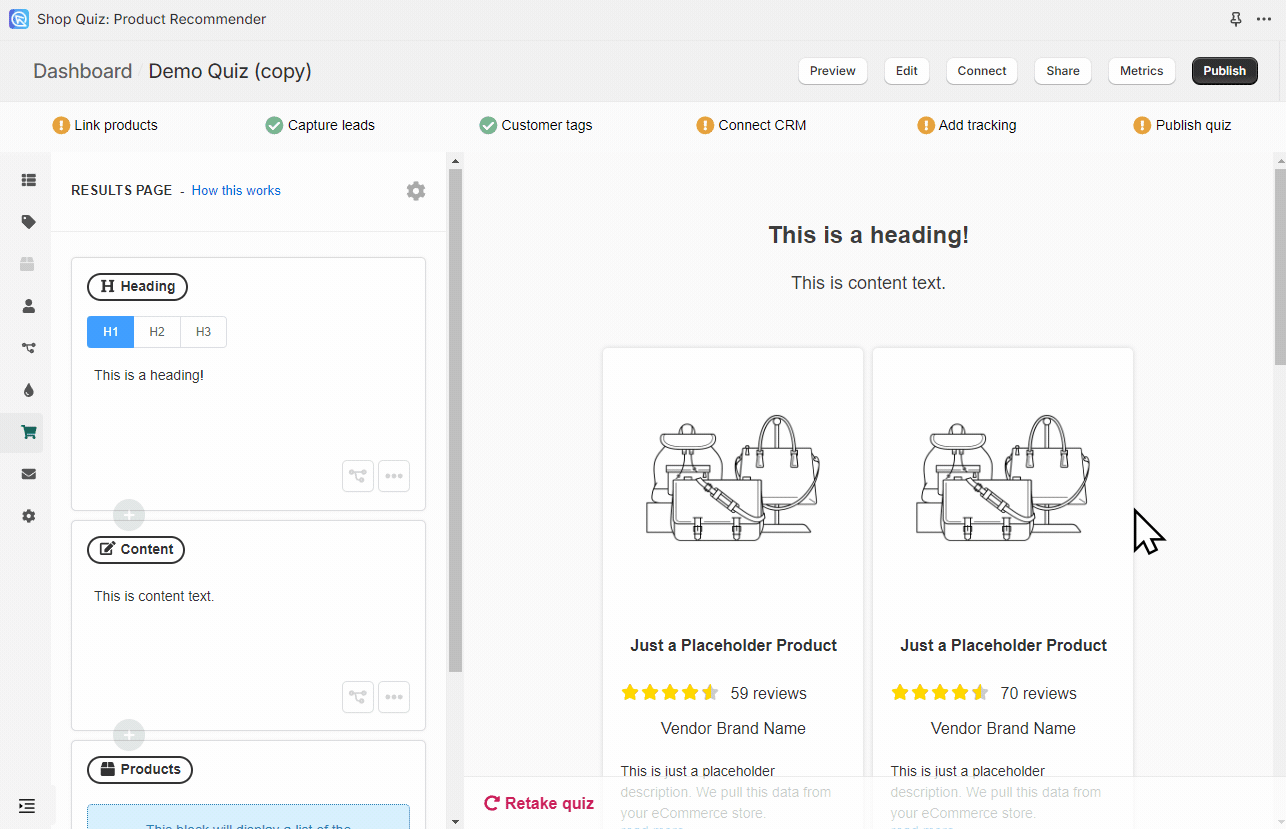 Shop Quiz: Product Recommender
Dashboard / Demo Quiz (copy)
Preview
Edit
Connect
Share
Metrics
Publish
Link products
Capture leads
Customer tags
Connect CRM
Add tracking
Publish quiz
RESULTS PAGE - How this works
Heading
H1 H2 H3
This is a heading!
Content
This is content text.
Products
This block will display a list of the
This is a heading!
This is content text.
Just a Placeholder Product
59 reviews
Vendor Brand Name
This is just a placeholder
description. We pull this data from
your eCommerce store.
read more
Just a Placeholder Product
70 reviews
Vendor Brand Name
This is just a placeholder
description. We pull this data from
your eCommerce store.
read more
Retake quiz